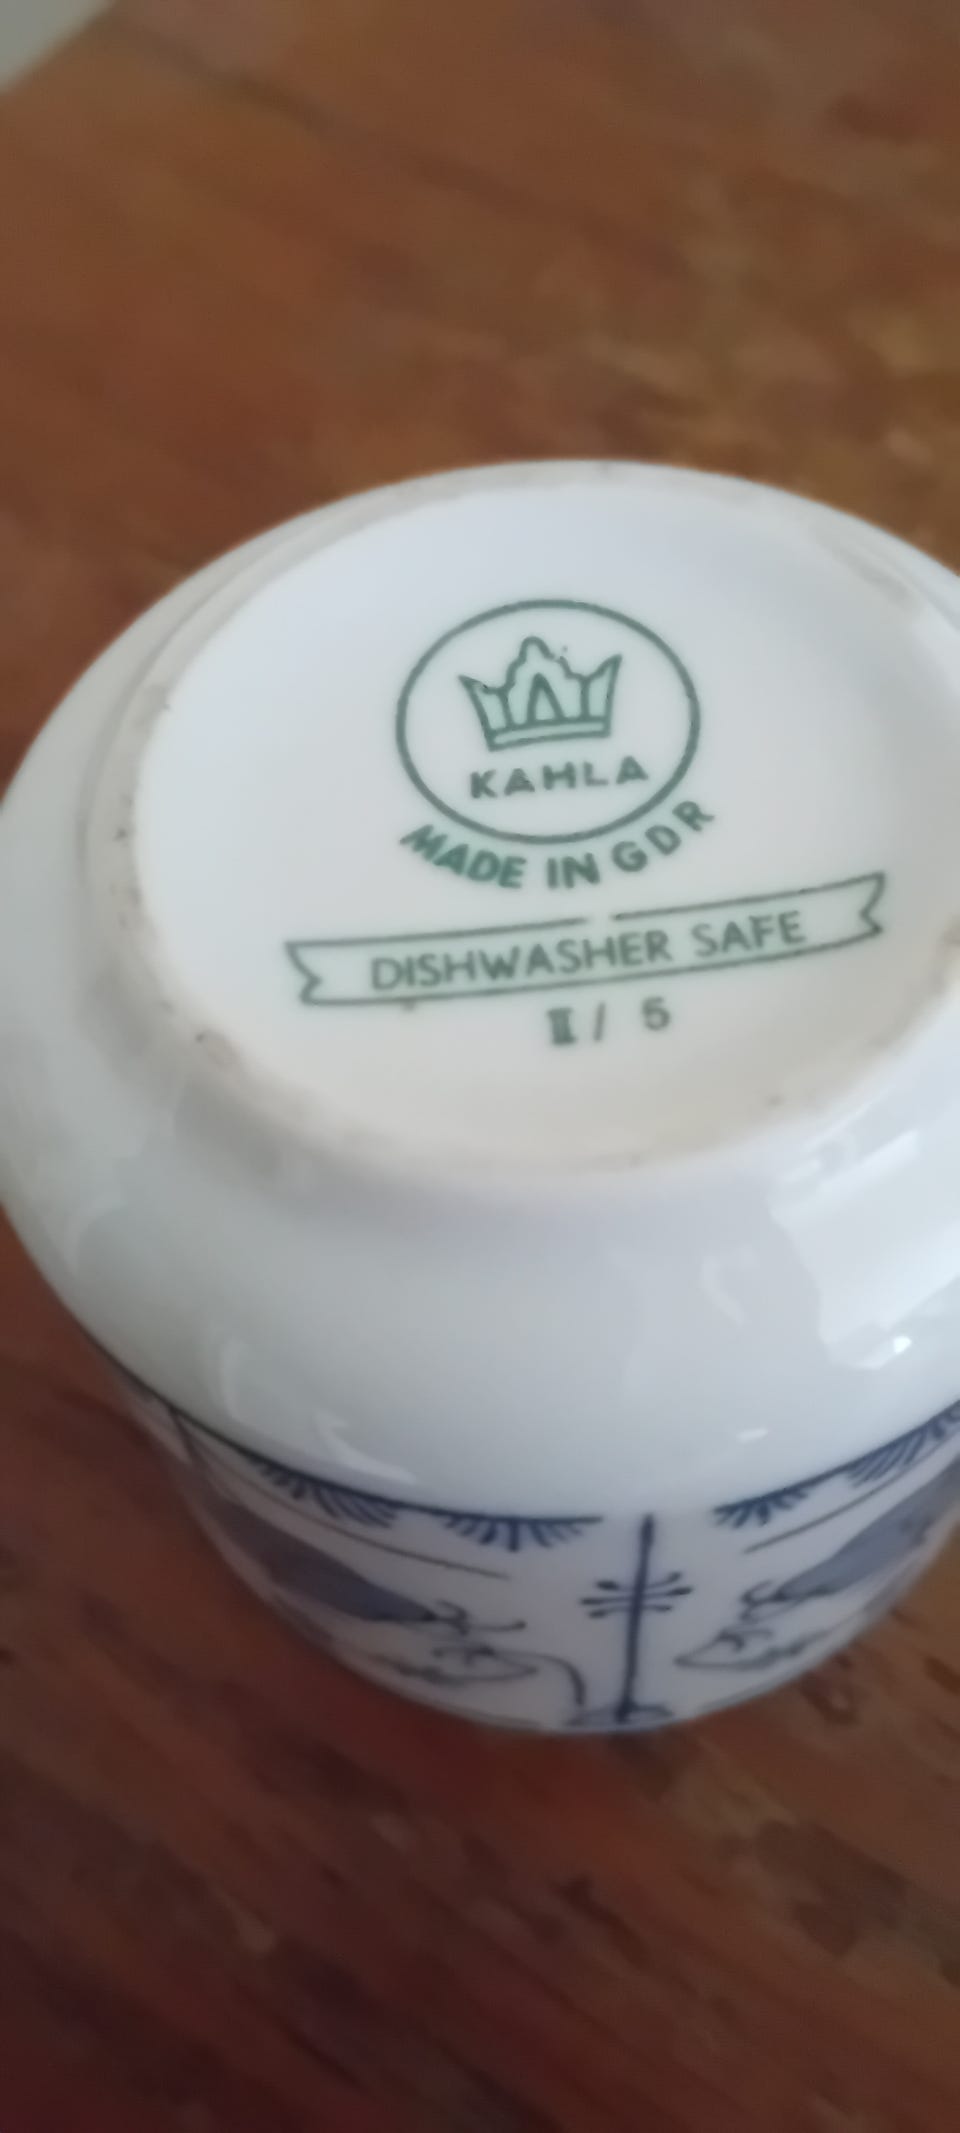 KAHLA
MADE IN GDR
DISHWASHER SAFE
II / 5